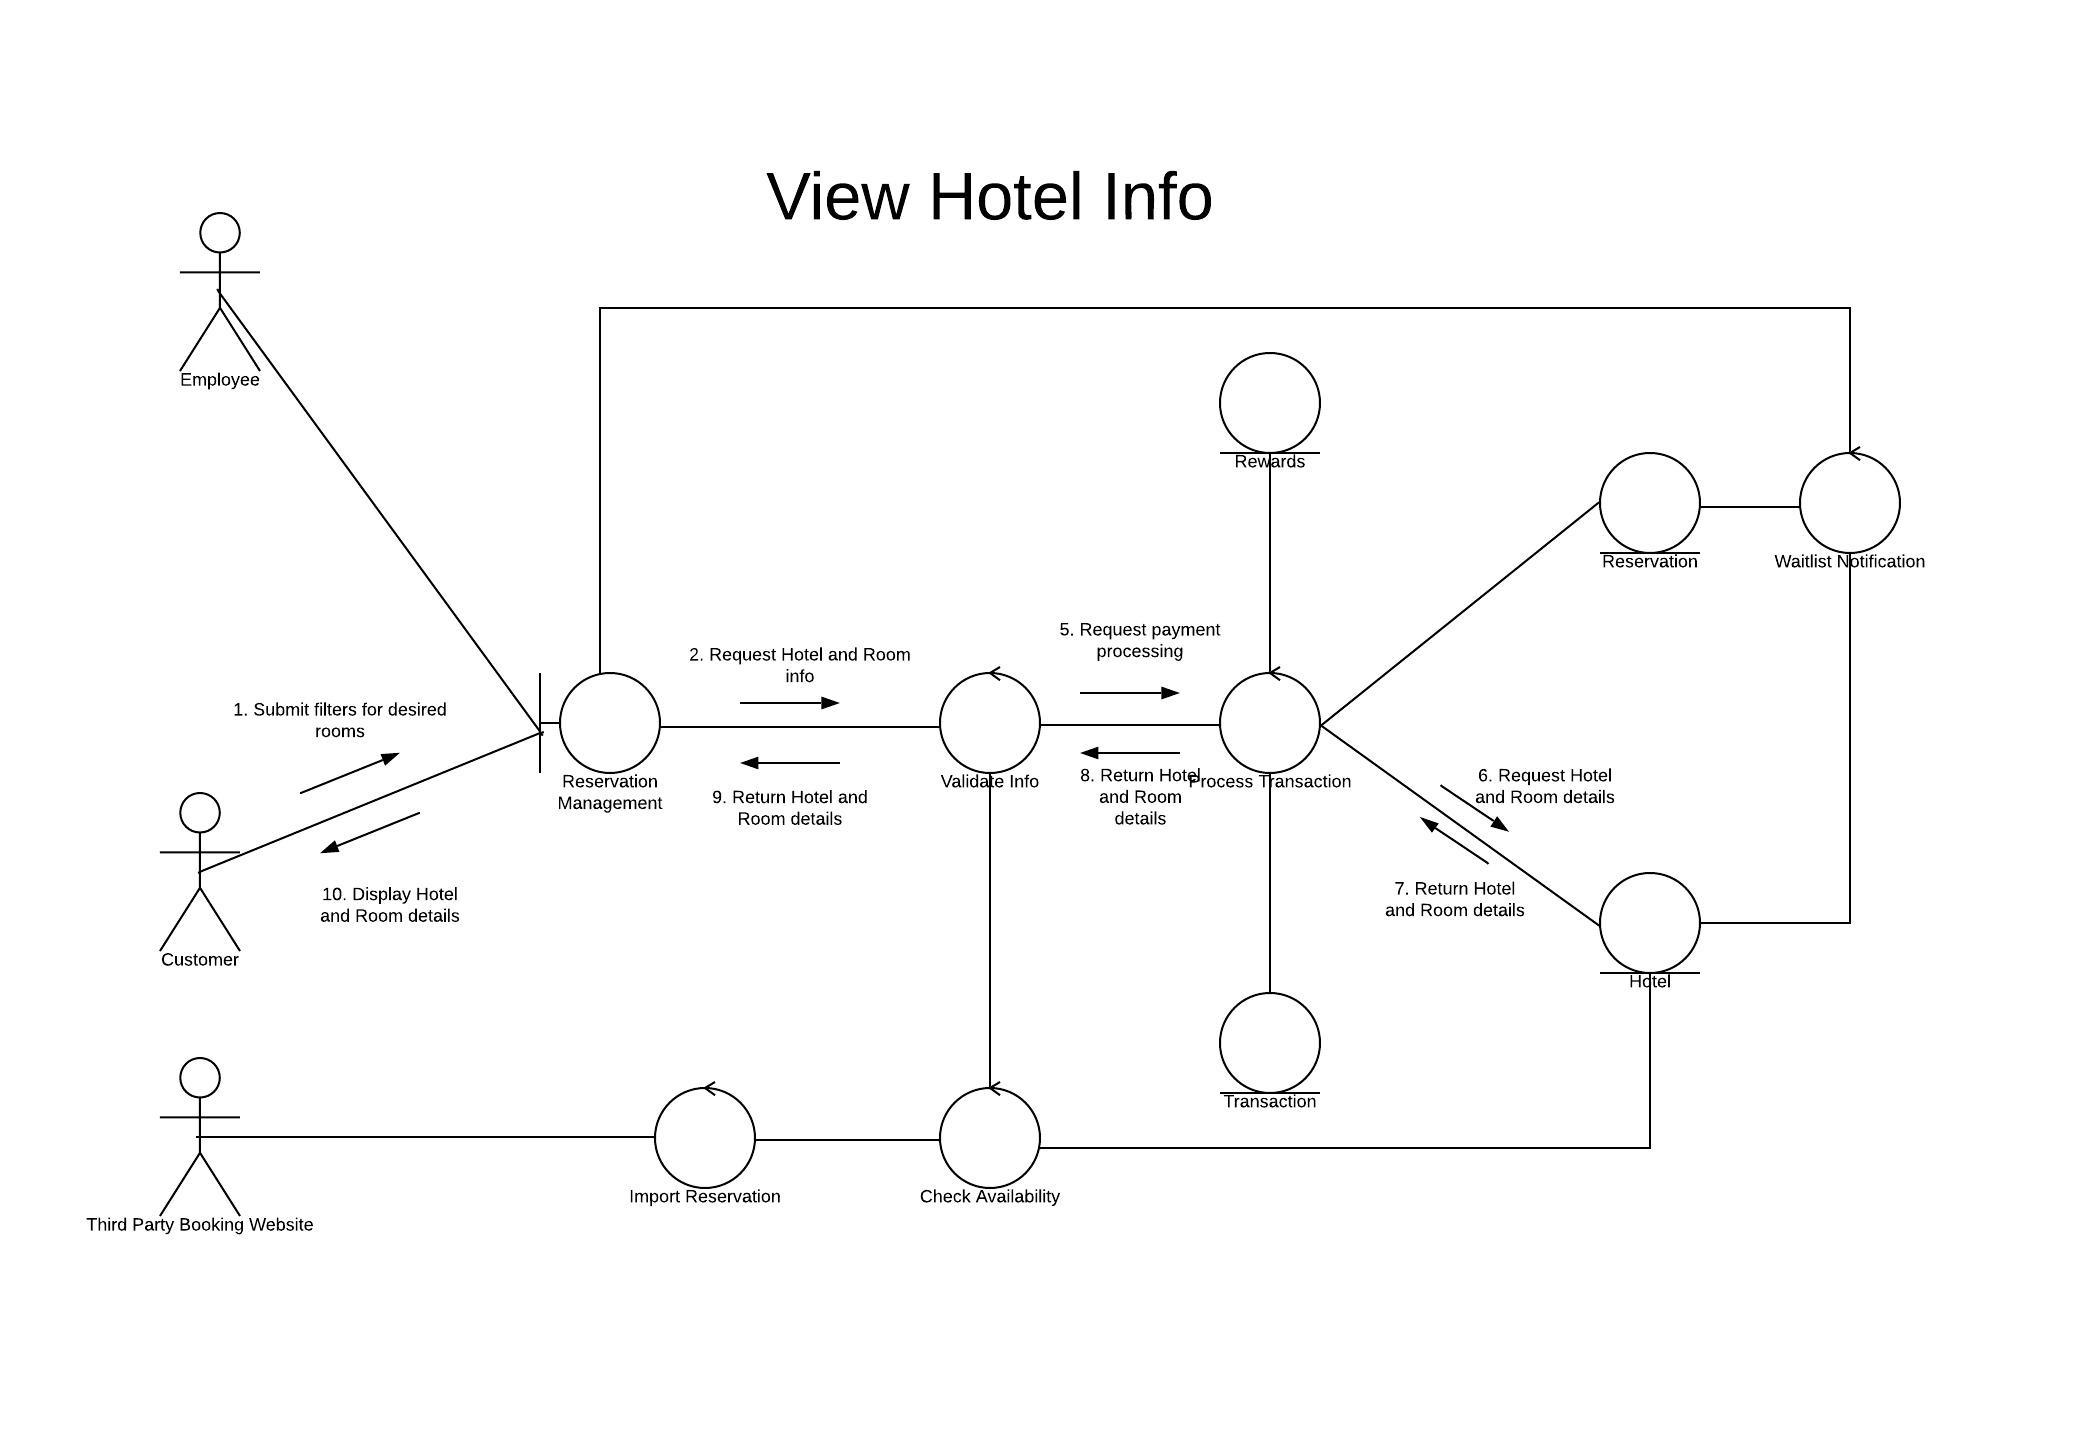 View Hotel Info
Employee
Rewards
Reservation
Waitlist Notification
5. Request payment
processing
2. Request Hotel and Room
info
1. Submit filters for desired
rooms
Reservation
Management
Validate Info
Process Transaction
9. Return Hotel and
Room details
8. Return Hotel
and Room
details
6. Request Hotel
and Room details
7. Return Hotel
and Room details
10. Display Hotel
and Room details
Customer
Hotel
Transaction
Import Reservation
Check Availability
Third Party Booking Website